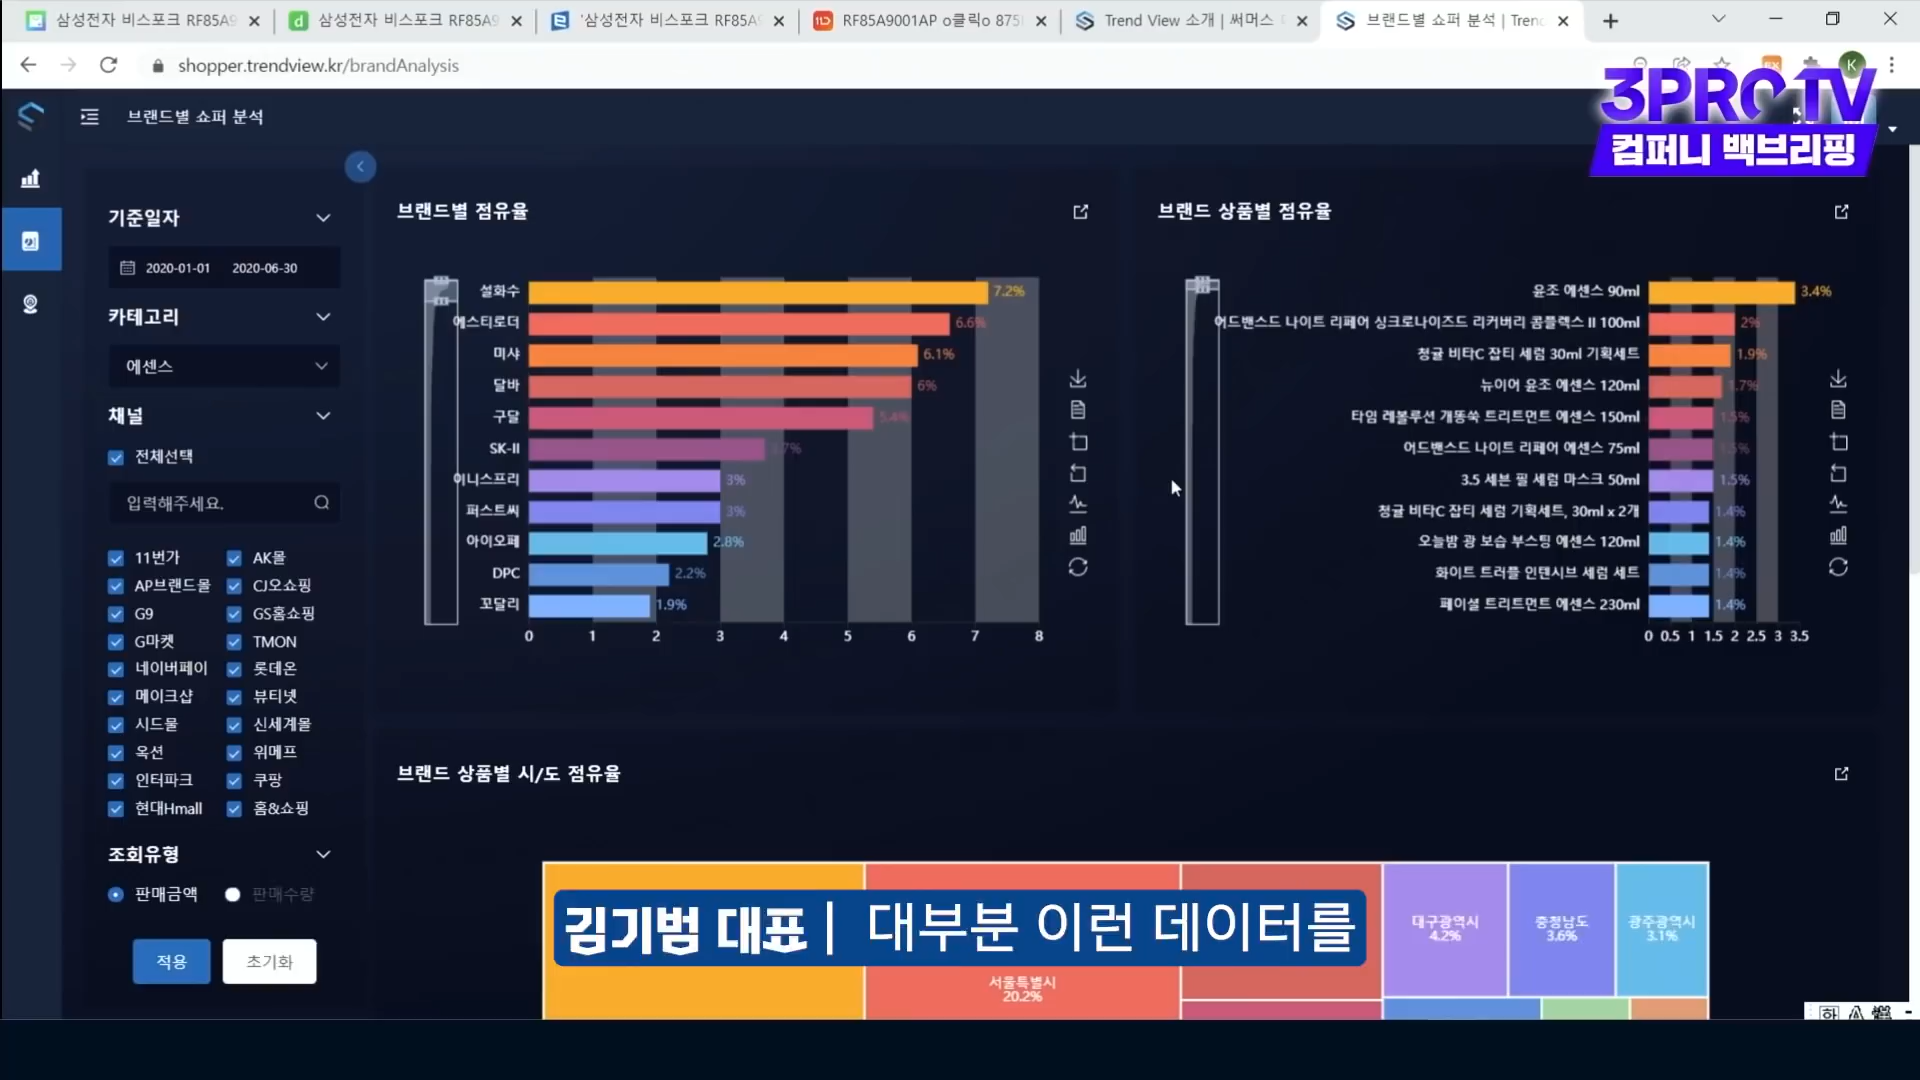 삼성전자 비스포크 RF85A9
삼성전자 비스포크 RF85A9
'삼성전자 비스포크 RF85A9
RF85A9001AP o클릭o 875
Trend View 소개 | 써머스
브랜드별 쇼퍼 분석 | Tren
shopper.trendview.kr/brandAnalysis
K
3PRO TV
컴퍼니 백브리핑
브랜드별 쇼퍼 분석
기준일자
2020-01-01 2020-06-30
카테고리
에센스
채널
전체선택
입력해주세요.
11번가 AK몰
AP브랜드몰 CJ오쇼핑
G9 GS홈쇼핑
G마켓 TMON
네이버페이 롯데온
메이크샵 뷰티넷
시드물 신세계몰
옥션 위메프
인터파크 쿠팡
현대Hmall 홈&쇼핑
조회유형
판매금액 판매수량
적용 초기화
브랜드별 점유율
설화수 7.2%
에스티로더 6.6%
미샤 6.1%
달바 6%
구달 5.4%
SK-II
이니스프리 3%
퍼스트씨 3%
아이오페 2.8%
DPC 2.2%
꼬달리 1.9%
0 1 2 3 4 5 6 7 8
브랜드 상품별 점유율
윤조 에센스 90ml 3.4%
어드밴스드 나이트 리페어 싱크로나이즈드 리커버리 콤플렉스 II 100ml 2%
청귤 비타C 잡티 세럼 30ml 기획세트 1.9%
뉴이어 윤조 에센스 120ml 1.7%
타임 레볼루션 개똥쑥 트리트먼트 에센스 150ml 1.5%
어드밴스드 나이트 리페어 에센스 75ml 1.5%
3.5 세븐 필 세럼 마스크 50ml 1.5%
청귤 비타C 잡티 세럼 기획세트, 30ml x 2개 1.4%
오늘밤 광 보습 부스팅 에센스 120ml 1.4%
화이트 트러플 인텐시브 세럼 세트 1.4%
페이셜 트리트먼트 에센스 230ml 1.4%
0 0.5 1 1.5 2 2.5 3 3.5
브랜드 상품별 시/도 점유율
서울특별시
20.2%
대구광역시
4.2%
충청남도
3.6%
광주광역시
3.1%
김기범 대표 | 대부분 이런 데이터를